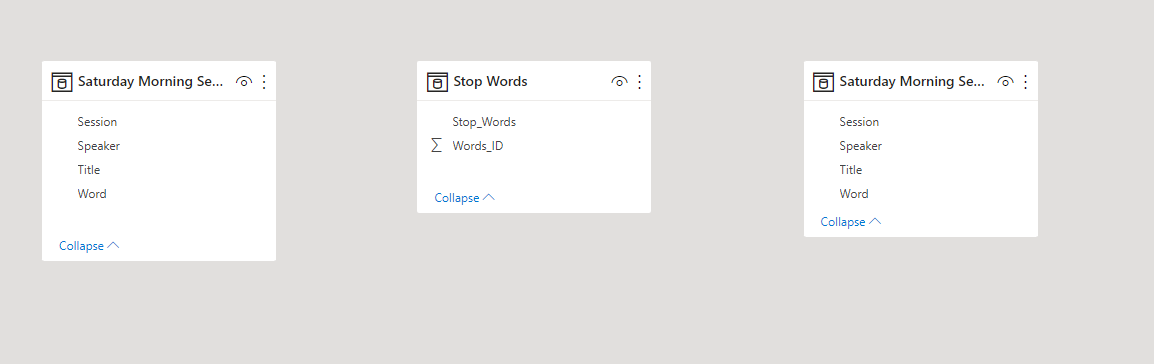 Saturday Morning Se...
Session
Speaker
Title
Word
Collapse
Stop Words
Stop_Words
Σ Words_ID
Collapse
Saturday Morning Se...
Session
Speaker
Title
Word
Collapse